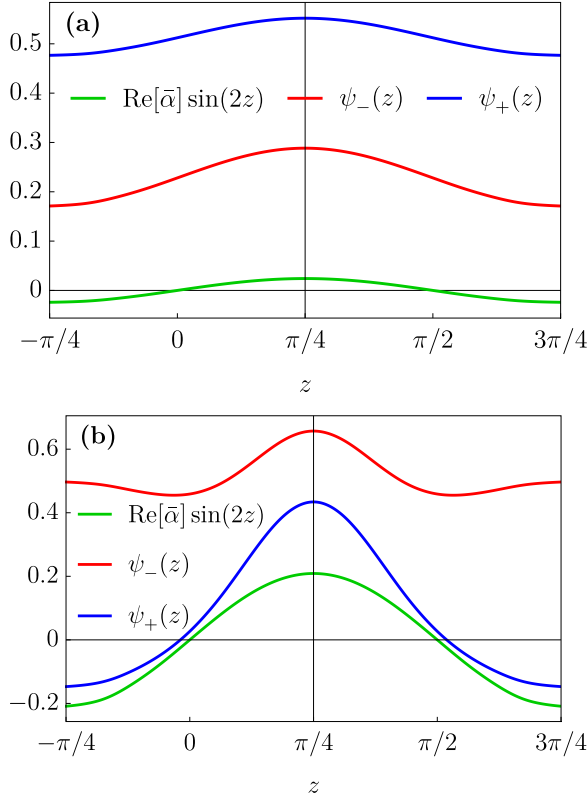 (a)
0.5
0.4
Re[ᾱ] sin(2z) ψ₋(z) ψ₊(z)
0.3
0.2
0.1
0
−π/4 0 π/4 π/2 3π/4
z
(b)
0.6
Re[ᾱ] sin(2z)
0.4
ψ₋(z)
0.2
ψ₊(z)
0
−0.2
−π/4 0 π/4 π/2 3π/4
z